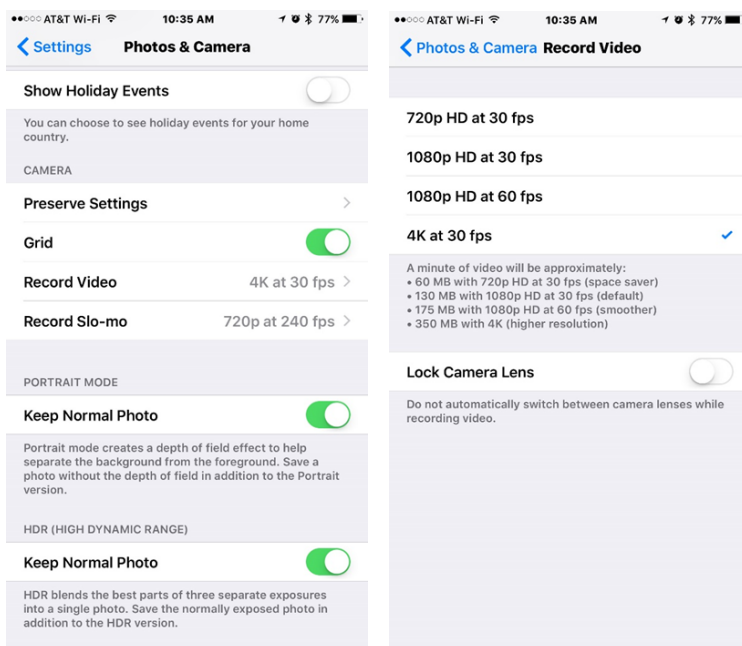 AT&T Wi-Fi 10:35 AM 77%
Settings Photos & Camera
Show Holiday Events
You can choose to see holiday events for your home
country.
CAMERA
Preserve Settings
Grid
Record Video 4K at 30 fps
Record Slo-mo 720p at 240 fps
PORTRAIT MODE
Keep Normal Photo
Portrait mode creates a depth of field effect to help
separate the background from the foreground. Save a
photo without the depth of field in addition to the Portrait
version.
HDR (HIGH DYNAMIC RANGE)
Keep Normal Photo
HDR blends the best parts of three separate exposures
into a single photo. Save the normally exposed photo in
addition to the HDR version.
AT&T Wi-Fi 10:35 AM 77%
Photos & Camera Record Video
720p HD at 30 fps
1080p HD at 30 fps
1080p HD at 60 fps
4K at 30 fps
A minute of video will be approximately:
• 60 MB with 720p HD at 30 fps (space saver)
• 130 MB with 1080p HD at 30 fps (default)
• 175 MB with 1080p HD at 60 fps (smoother)
• 350 MB with 4K (higher resolution)
Lock Camera Lens
Do not automatically switch between camera lenses while
recording video.